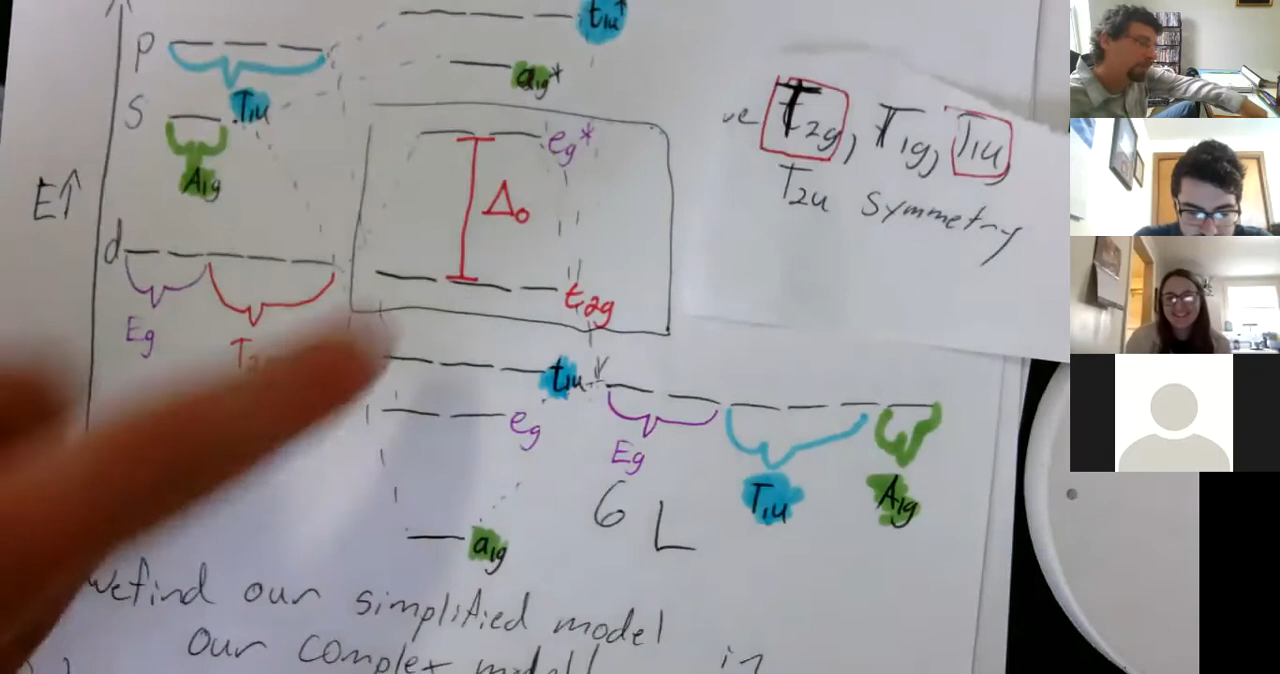 t1u*
P
T1u
a1g*
S
A1g
eg*
E↑
Δo
T2g, T1g, T1u,
T2u symmetry
d
Eg
t2g
t1u
eg
Eg
T1u
A1g
6 L
a1g
we find our simplified model
our complex model